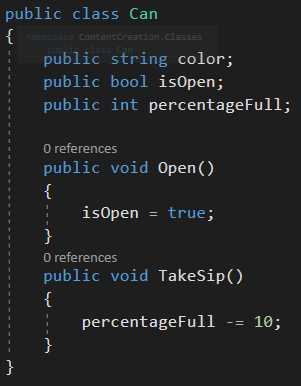 public class Can
{
namespace ContentCreation.Classes
public class Can
public string color;
public bool isOpen;
public int percentageFull;
0 references
public void Open()
{
isOpen = true;
}
0 references
public void TakeSip()
{
percentageFull -= 10;
}
}